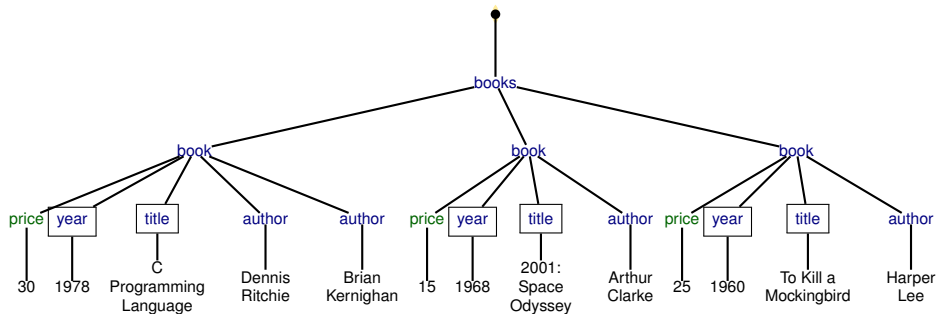 books
book book book
price year title author author price year title author price year title author
30 1978 C Programming Language Dennis Ritchie Brian Kernighan 15 1968 2001: Space Odyssey Arthur Clarke 25 1960 To Kill a Mockingbird Harper Lee